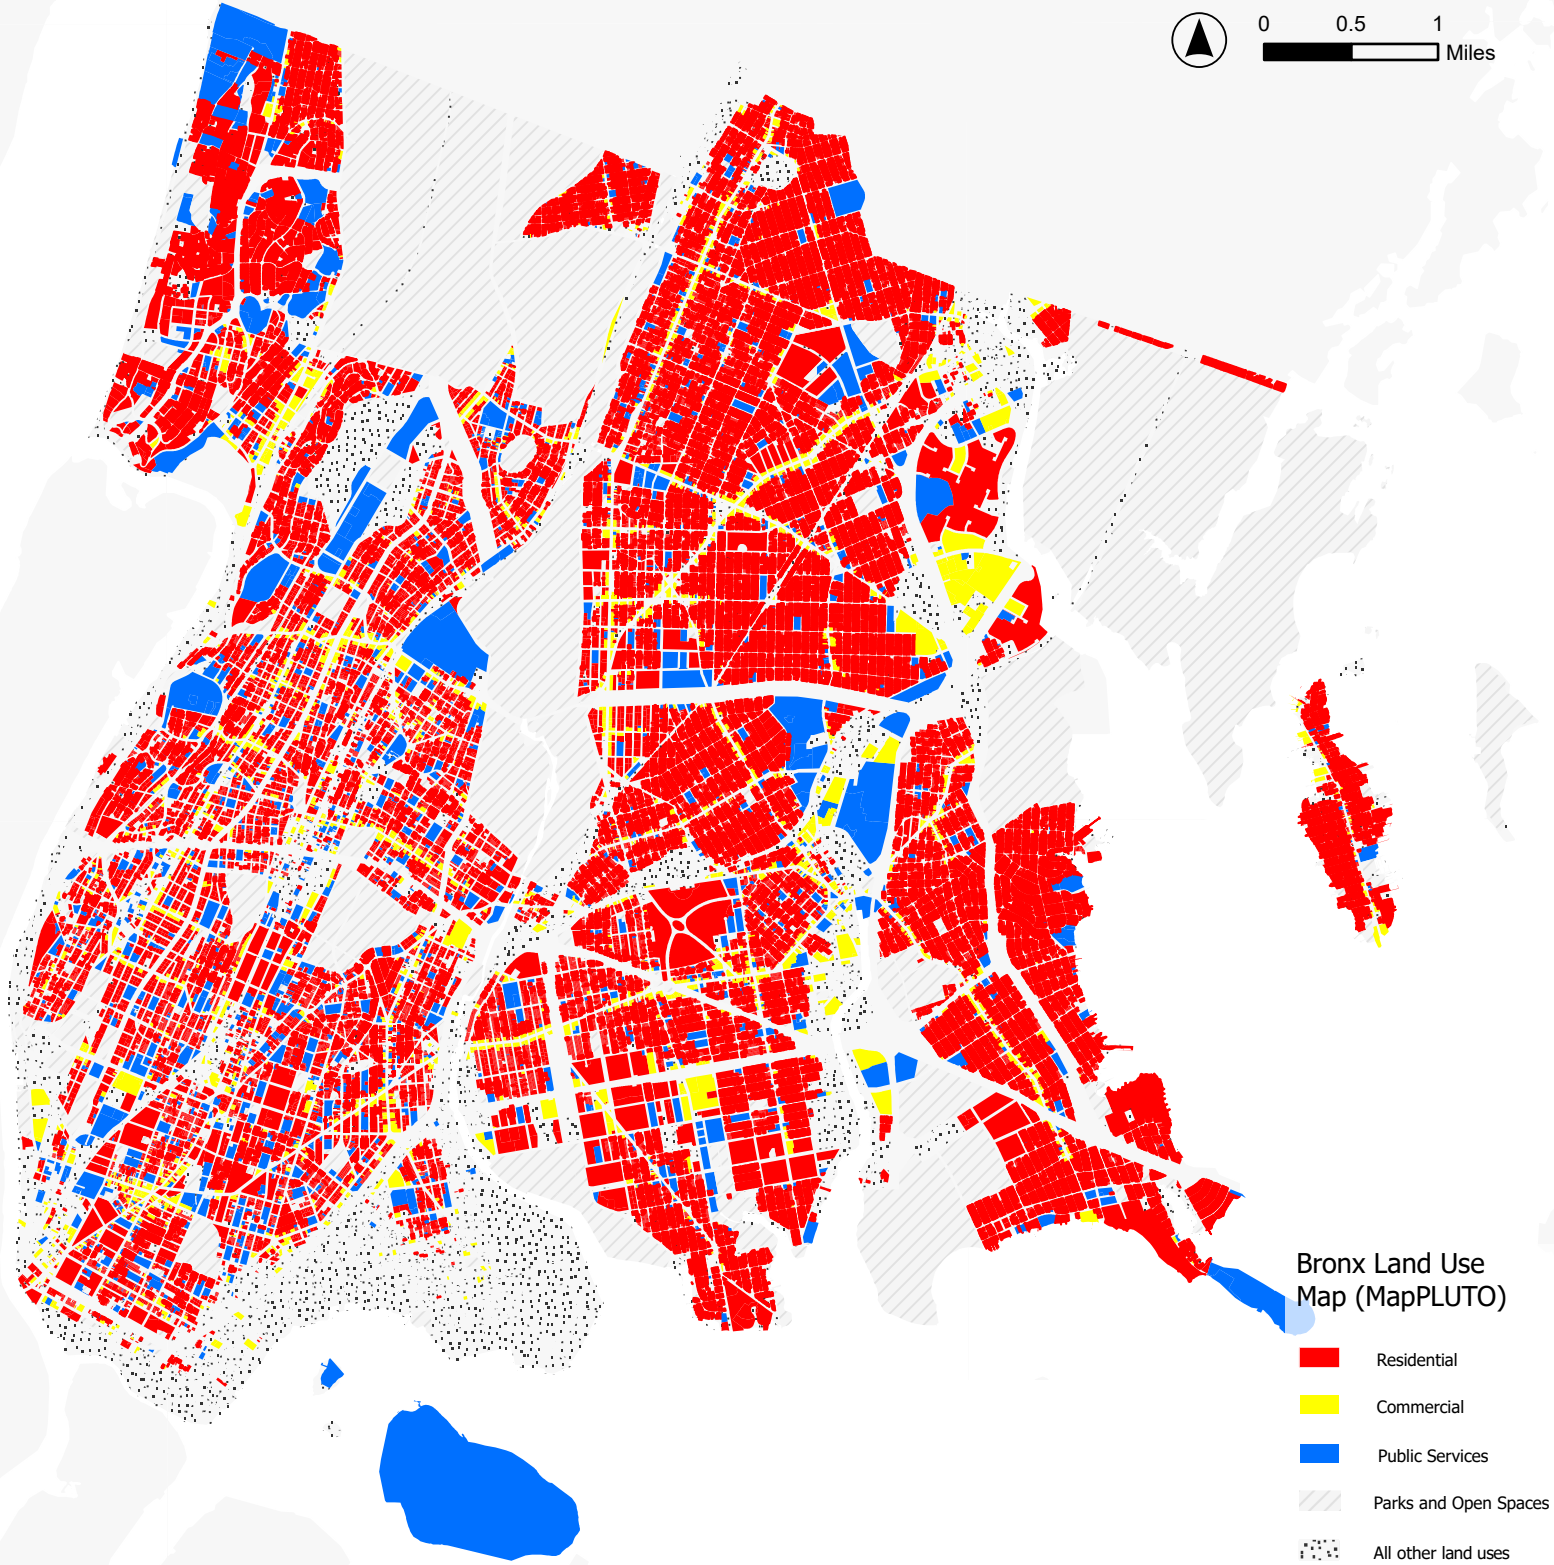 0 0.5 1
Miles
Bronx Land Use
Map (MapPLUTO)
Residential
Commercial
Public Services
Parks and Open Spaces
All other land uses